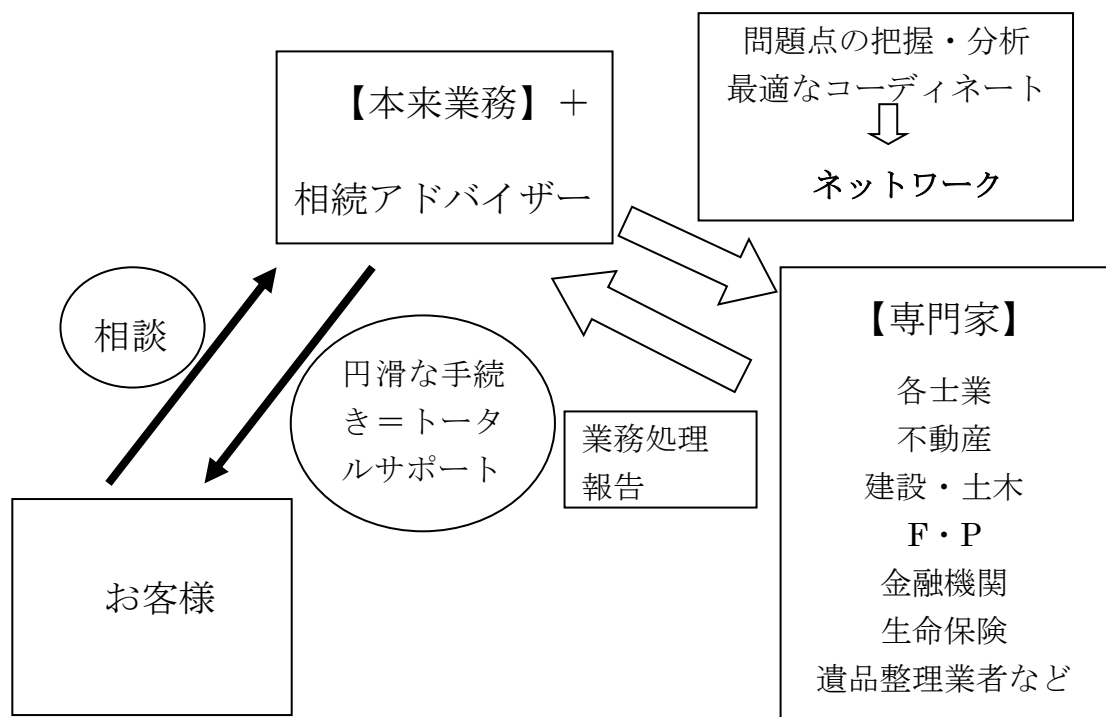 問題点の把握・分析
最適なコーディネート
ネットワーク
【本来業務】＋
相続アドバイザー
相談
円滑な手続
き＝トータ
ルサポート
業務処理
報告
お客様
【専門家】
各士業
不動産
建設・土木
F・P
金融機関
生命保険
遺品整理業者など